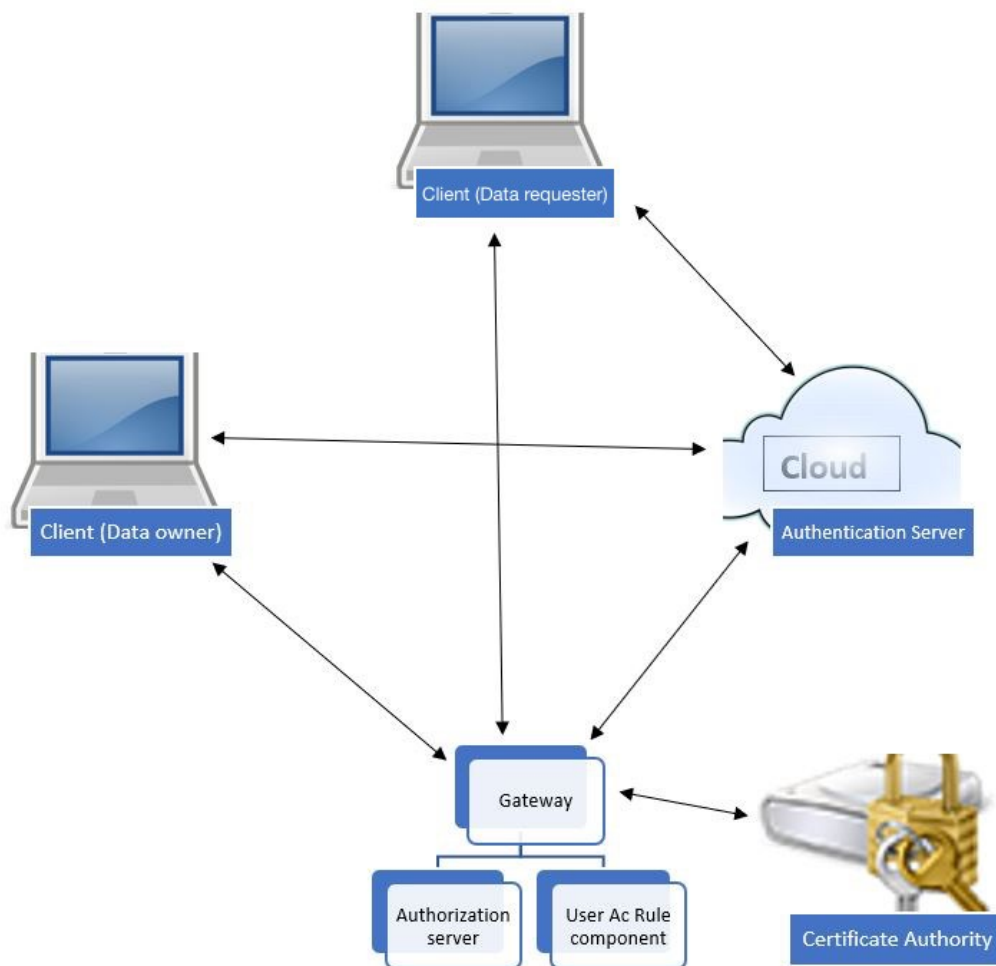 Client (Data requester)
Cloud
Client (Data owner)
Authentication Server
Gateway
Authorization
server
User Ac Rule
component
Certificate Authority